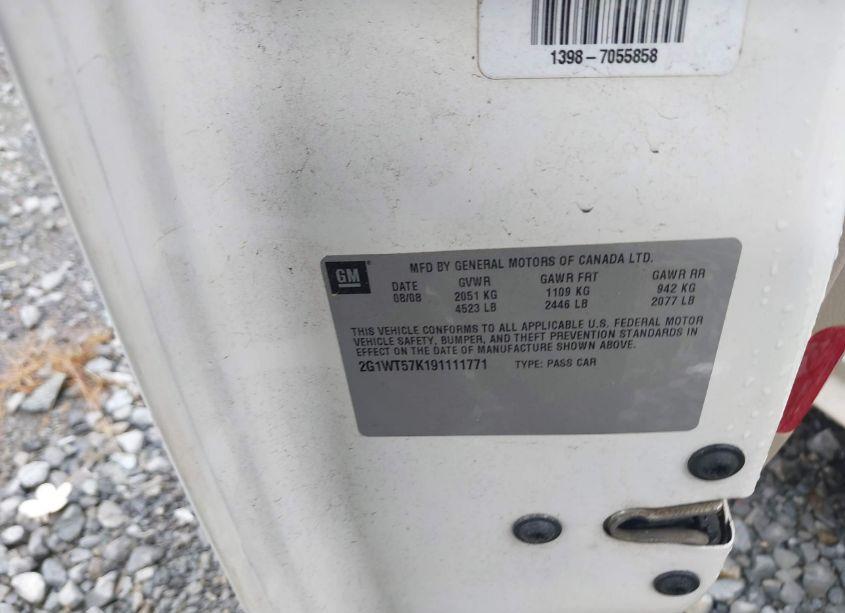 1398-7055858
GM
MFD BY GENERAL MOTORS OF CANADA LTD.
DATE GVWR GAWR FRT GAWR RR
08/08 2051 KG 1109 KG 942 KG
4523 LB 2446 LB 2077 LB
THIS VEHICLE CONFORMS TO ALL APPLICABLE U.S. FEDERAL MOTOR
VEHICLE SAFETY, BUMPER, AND THEFT PREVENTION STANDARDS IN
EFFECT ON THE DATE OF MANUFACTURE SHOWN ABOVE.
2G1WT57K191111771 TYPE: PASS CAR